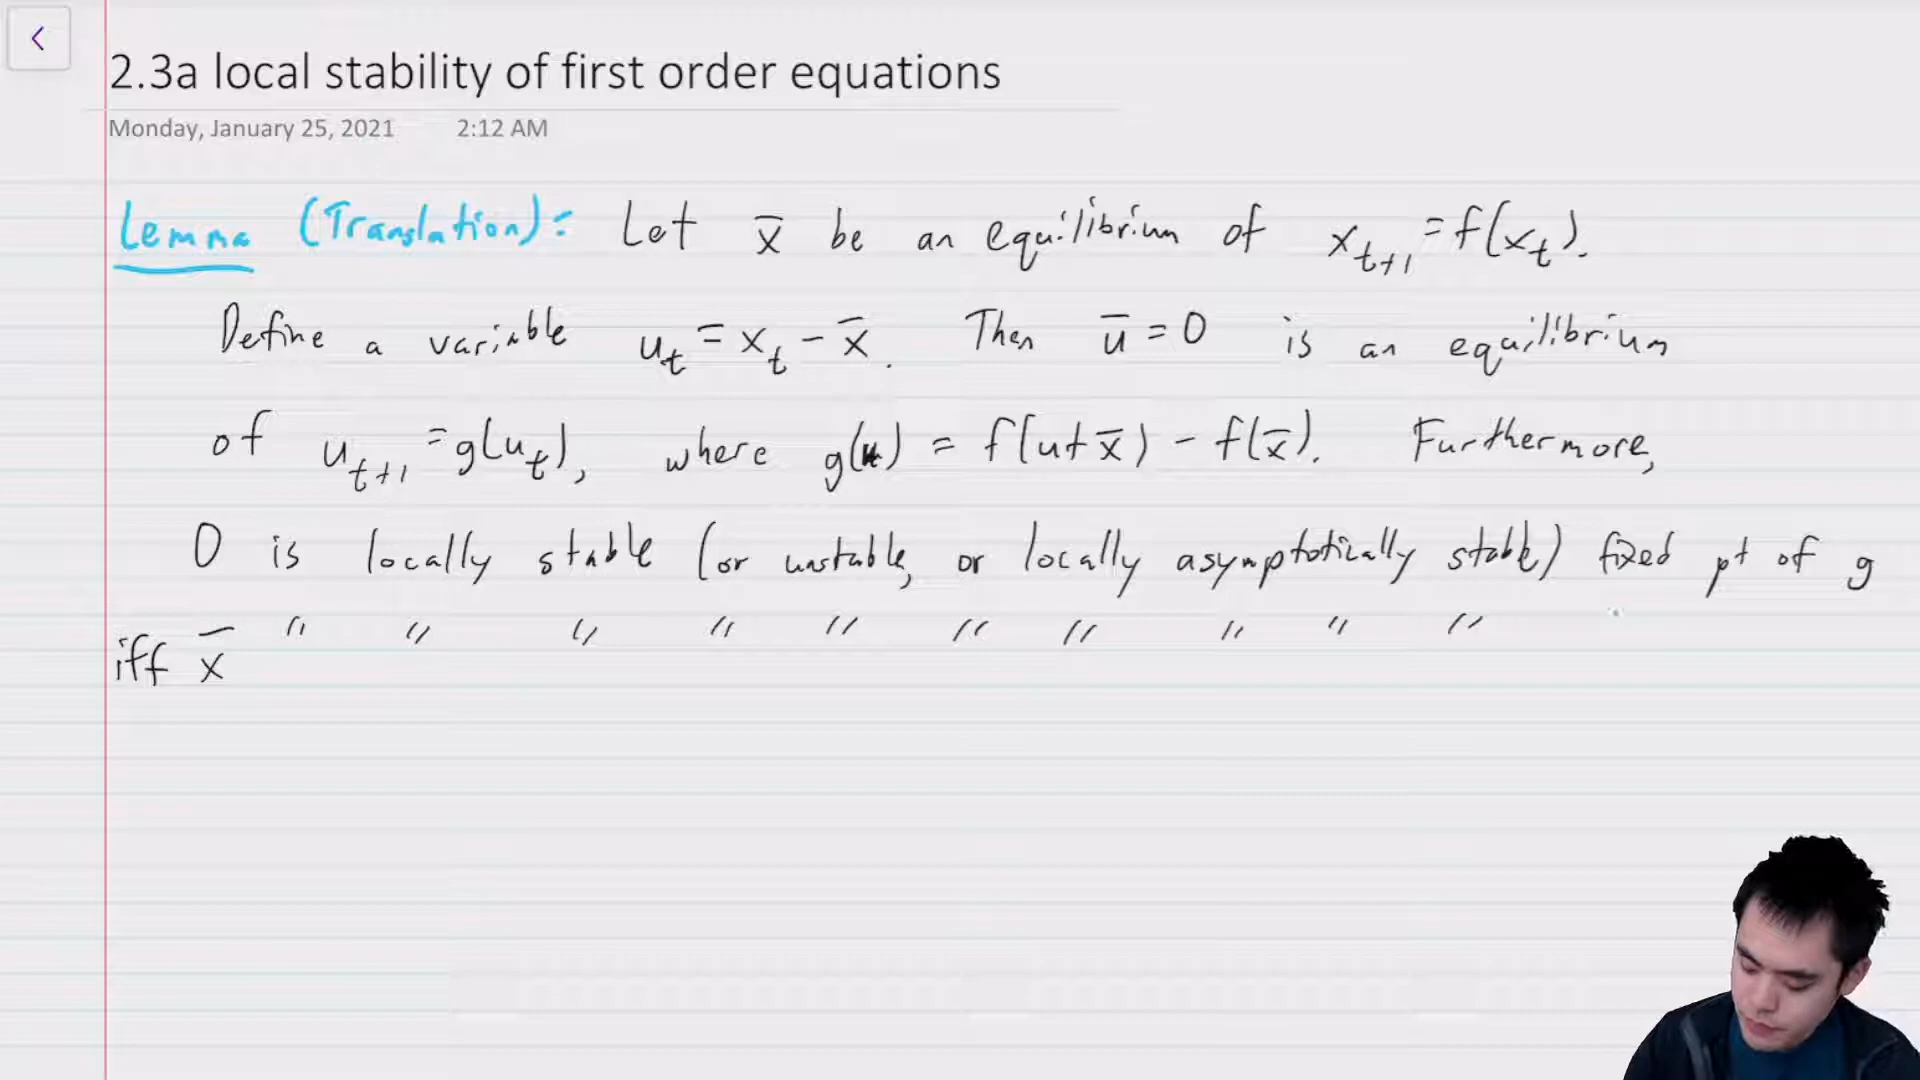 2.3a local stability of first order equations
Monday, January 25, 2021 2:12 AM
Lemma (Translation): Let x̄ be an equilibrium of xₜ₊₁ = f(xₜ).
Define a variable uₜ = xₜ − x̄. Then ū = 0 is an equilibrium
of uₜ₊₁ = g(uₜ), where g(u) = f(u+x̄) − f(x̄). Furthermore,
0 is locally stable (or unstable, or locally asymptotically stable) fixed pt of g
iff x̄ " " " " " " " " " "